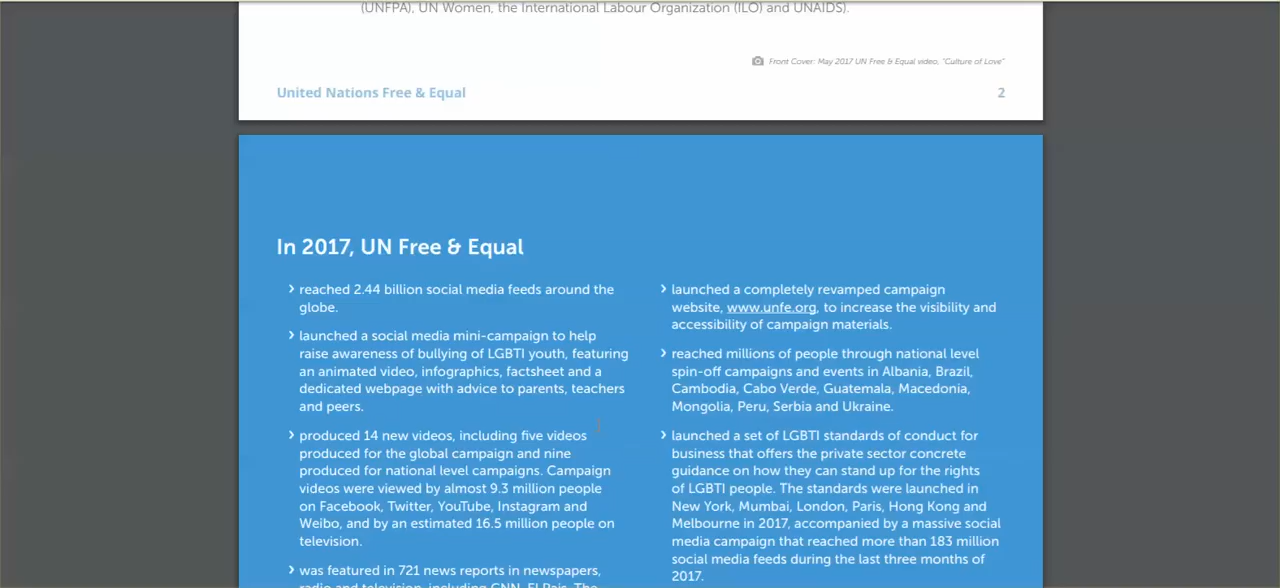 (UNFPA), UN Women, the International Labour Organization (ILO) and UNAIDS).
Front Cover: May 2017 UN Free & Equal video, "Culture of Love"
United Nations Free & Equal
2
In 2017, UN Free & Equal
› reached 2.44 billion social media feeds around the
globe.
› launched a social media mini-campaign to help
raise awareness of bullying of LGBTI youth, featuring
an animated video, infographics, factsheet and a
dedicated webpage with advice to parents, teachers
and peers.
› produced 14 new videos, including five videos
produced for the global campaign and nine
produced for national level campaigns. Campaign
videos were viewed by almost 9.3 million people
on Facebook, Twitter, YouTube, Instagram and
Weibo, and by an estimated 16.5 million people on
television.
› was featured in 721 news reports in newspapers,
radio and television, including CNN, El Pais, The
› launched a completely revamped campaign
website, www.unfe.org, to increase the visibility and
accessibility of campaign materials.
› reached millions of people through national level
spin-off campaigns and events in Albania, Brazil,
Cambodia, Cabo Verde, Guatemala, Macedonia,
Mongolia, Peru, Serbia and Ukraine.
› launched a set of LGBTI standards of conduct for
business that offers the private sector concrete
guidance on how they can stand up for the rights
of LGBTI people. The standards were launched in
New York, Mumbai, London, Paris, Hong Kong and
Melbourne in 2017, accompanied by a massive social
media campaign that reached more than 183 million
social media feeds during the last three months of
2017.